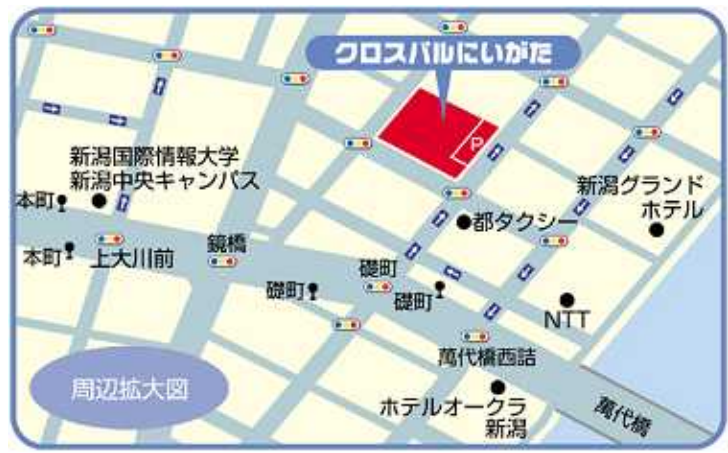 クロスパルにいがた
P
新潟国際情報大学
新潟中央キャンパス
新潟グランド
ホテル
本町
都タクシー
本町
上大川前
鏡橋
礎町
礎町
礎町
NTT
萬代橋西詰
周辺拡大図
ホテルオークラ
新潟
萬代橋